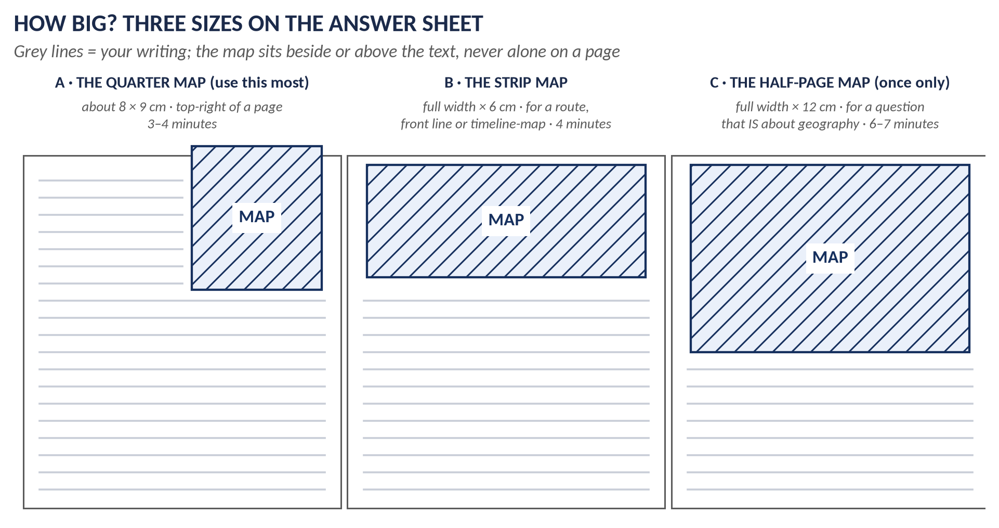 HOW BIG? THREE SIZES ON THE ANSWER SHEET
Grey lines = your writing; the map sits beside or above the text, never alone on a page
A · THE QUARTER MAP (use this most)
about 8 × 9 cm · top-right of a page
3–4 minutes
MAP
B · THE STRIP MAP
full width × 6 cm · for a route,
front line or timeline-map · 4 minutes
MAP
C · THE HALF-PAGE MAP (once only)
full width × 12 cm · for a question
that IS about geography · 6–7 minutes
MAP